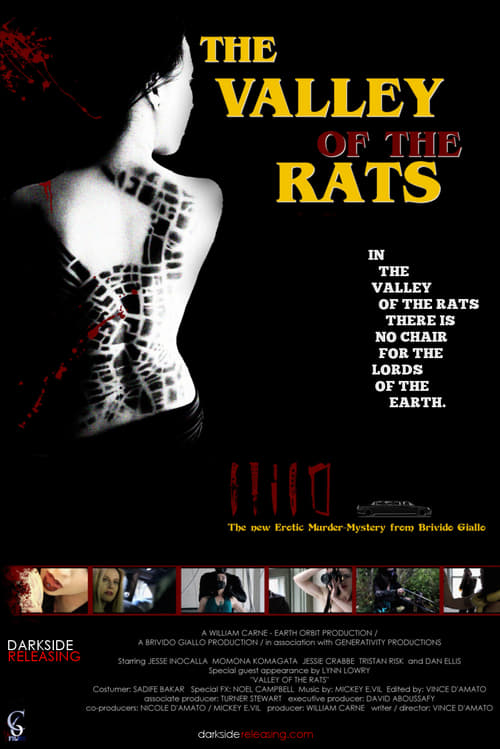 THE
VALLEY
OF THE
RATS
IN
THE
VALLEY
OF THE RATS
THERE IS
NO CHAIR
FOR THE
LORDS
OF THE
EARTH.
The new Erotic Murder-Mystery from Brivido Giallo
DARKSIDE
RELEASING
A WILLIAM CARNE - EARTH ORBIT PRODUCTION /
A BRIVIDO GIALLO PRODUCTION / in association with GENERATIVITY PRODUCTIONS
Starring JESSE INOCALLA MOMONA KOMAGATA JESSIE CRABBE TRISTAN RISK and DAN ELLIS
Special guest appearance by LYNN LOWRY
"VALLEY OF THE RATS"
Costumer: SADIFE BAKAR Special FX: NOEL CAMPBELL Music by: MICKEY E.VIL Edited by: VINCE D'AMATO
associate producer: TURNER STEWART executive producer: DAVID ABOUSSAFY
co-producers: NICOLE D'AMATO / MICKEY E.VIL producer: WILLIAM CARNE writer / director: VINCE D'AMATO
darksidereleasing.com